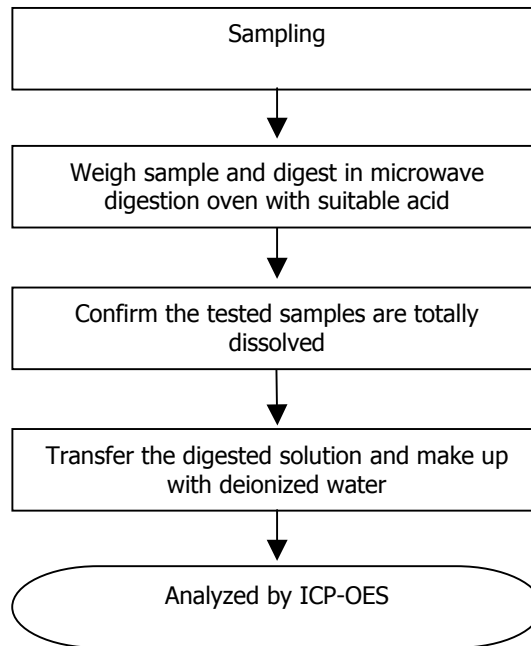 Sampling
Weigh sample and digest in microwave
digestion oven with suitable acid
Confirm the tested samples are totally
dissolved
Transfer the digested solution and make up
with deionized water
Analyzed by ICP-OES